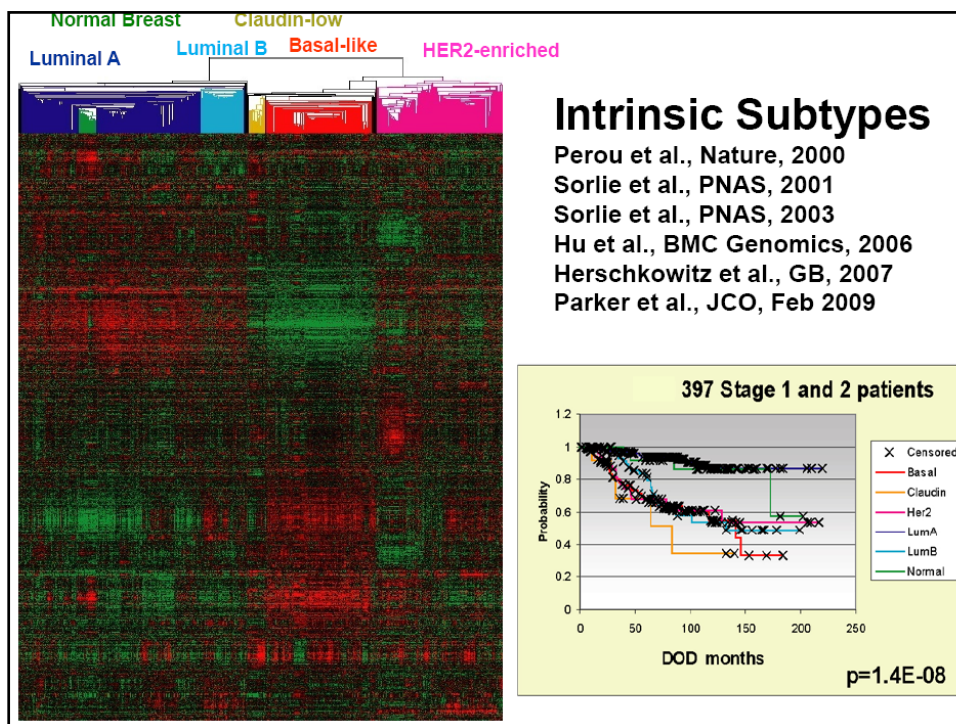 Normal Breast
Claudin-low
Luminal A
Luminal B
Basal-like
HER2-enriched
Intrinsic Subtypes
Perou et al., Nature, 2000
Sorlie et al., PNAS, 2001
Sorlie et al., PNAS, 2003
Hu et al., BMC Genomics, 2006
Herschkowitz et al., GB, 2007
Parker et al., JCO, Feb 2009
397 Stage 1 and 2 patients
1.2
1
0.8
0.6
0.4
0.2
0
Probability
0 50 100 150 200 250
DOD months
Censored
Basal
Claudin
Her2
LumA
LumB
Normal
p=1.4E-08